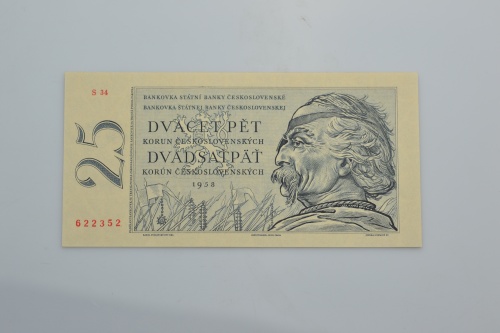 S 34
BANKOVKA STÁTNÍ BANKY ČESKOSLOVENSKÉ
BANKOVKA ŠTÁTNEJ BANKY ČESKOSLOVENSKEJ
DVACET PĚT
KORUN ČESKOSLOVENSKÝCH
DVADSAŤPÄŤ
KORÚN ČESKOSLOVENSKÝCH
1958
25
622352